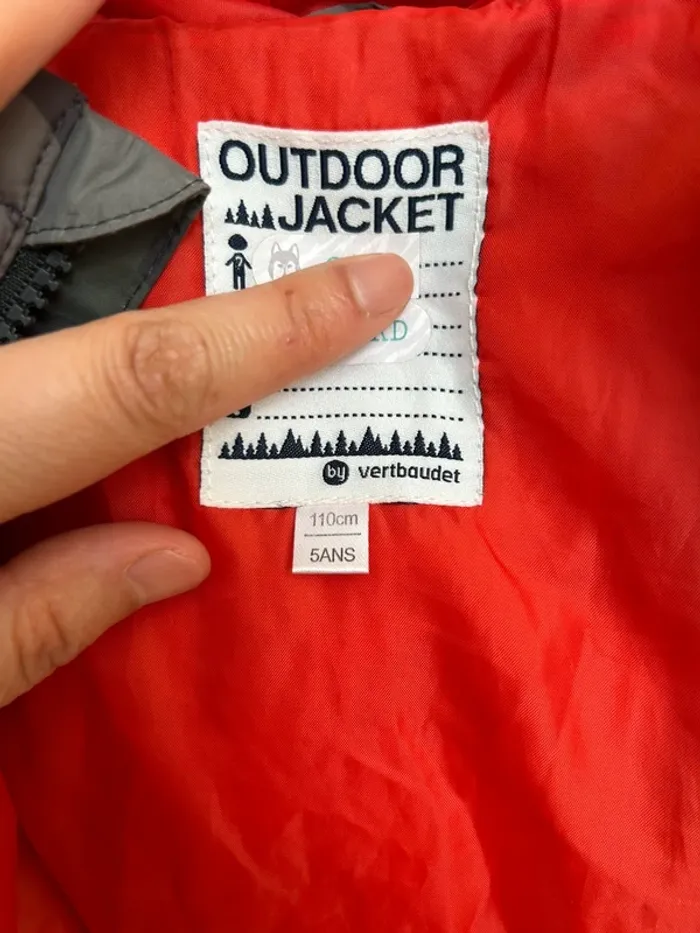 OUTDOOR
JACKET
by vertbaudet
110cm
5ANS